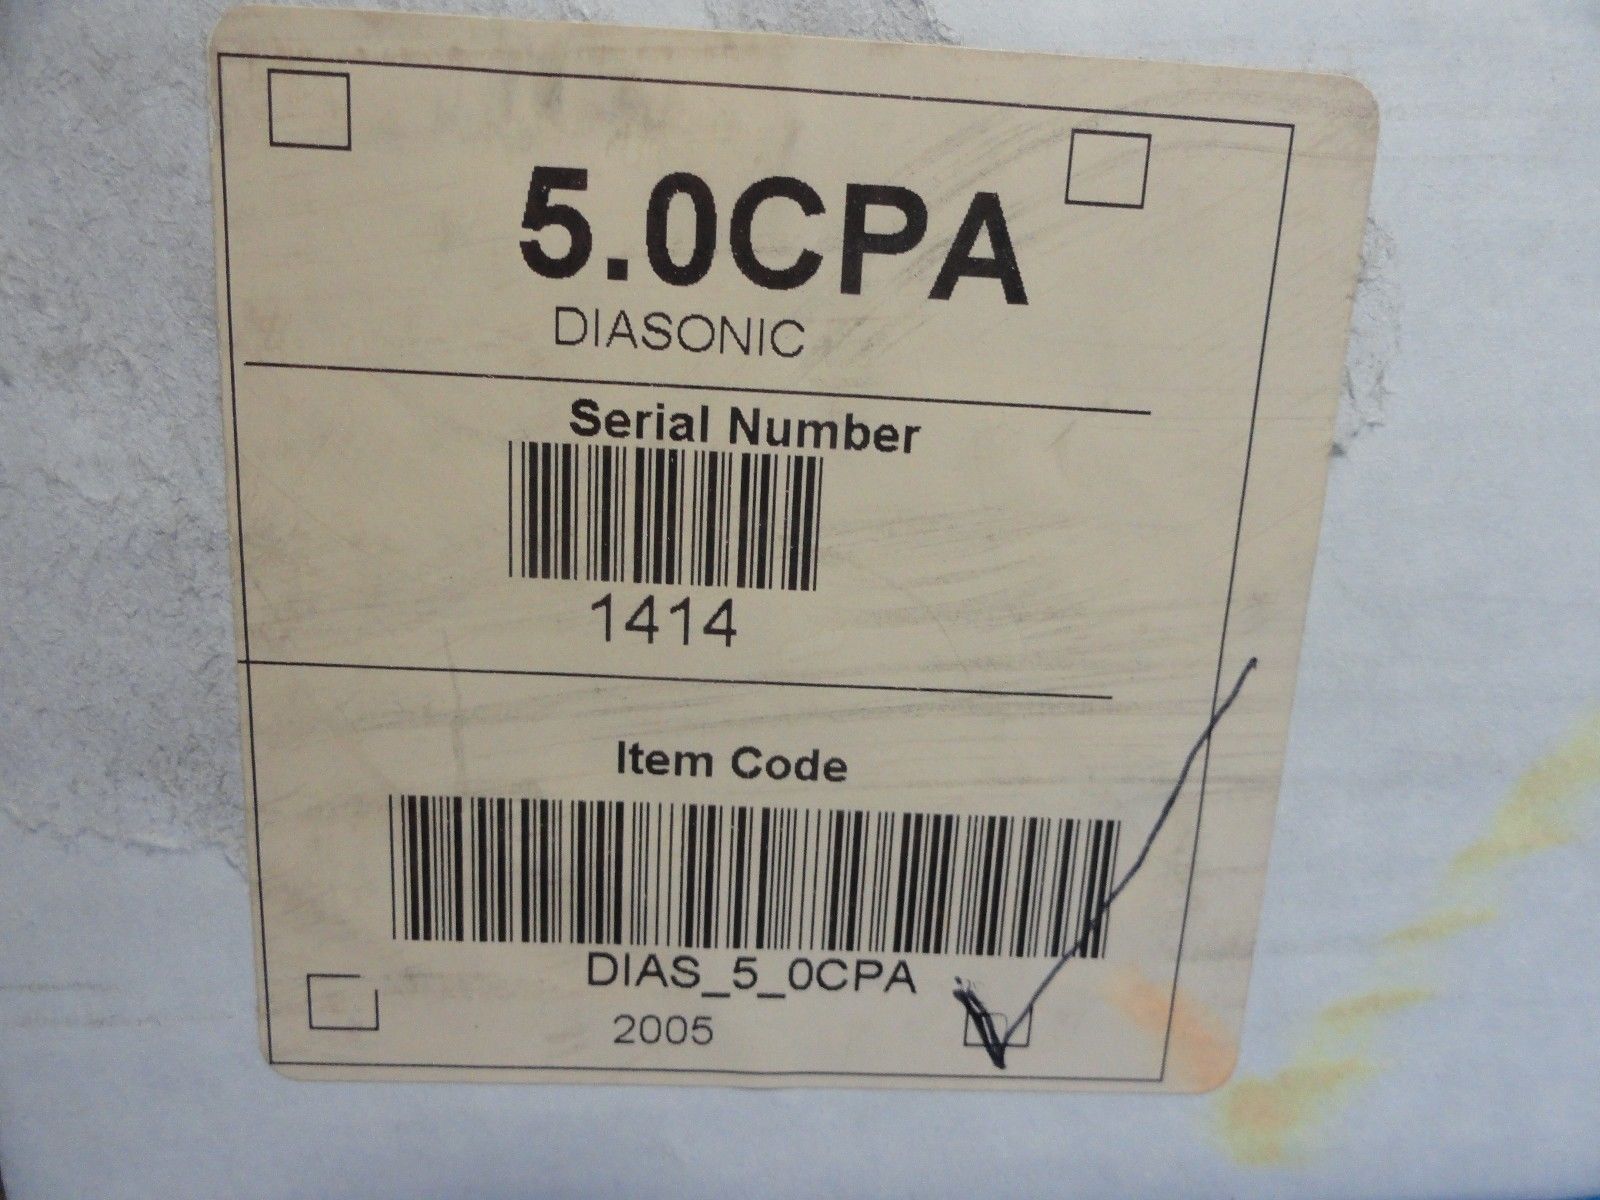 5.0CPA
DIASONIC
Serial Number
1414
Item Code
DIAS_5_0CPA
2005